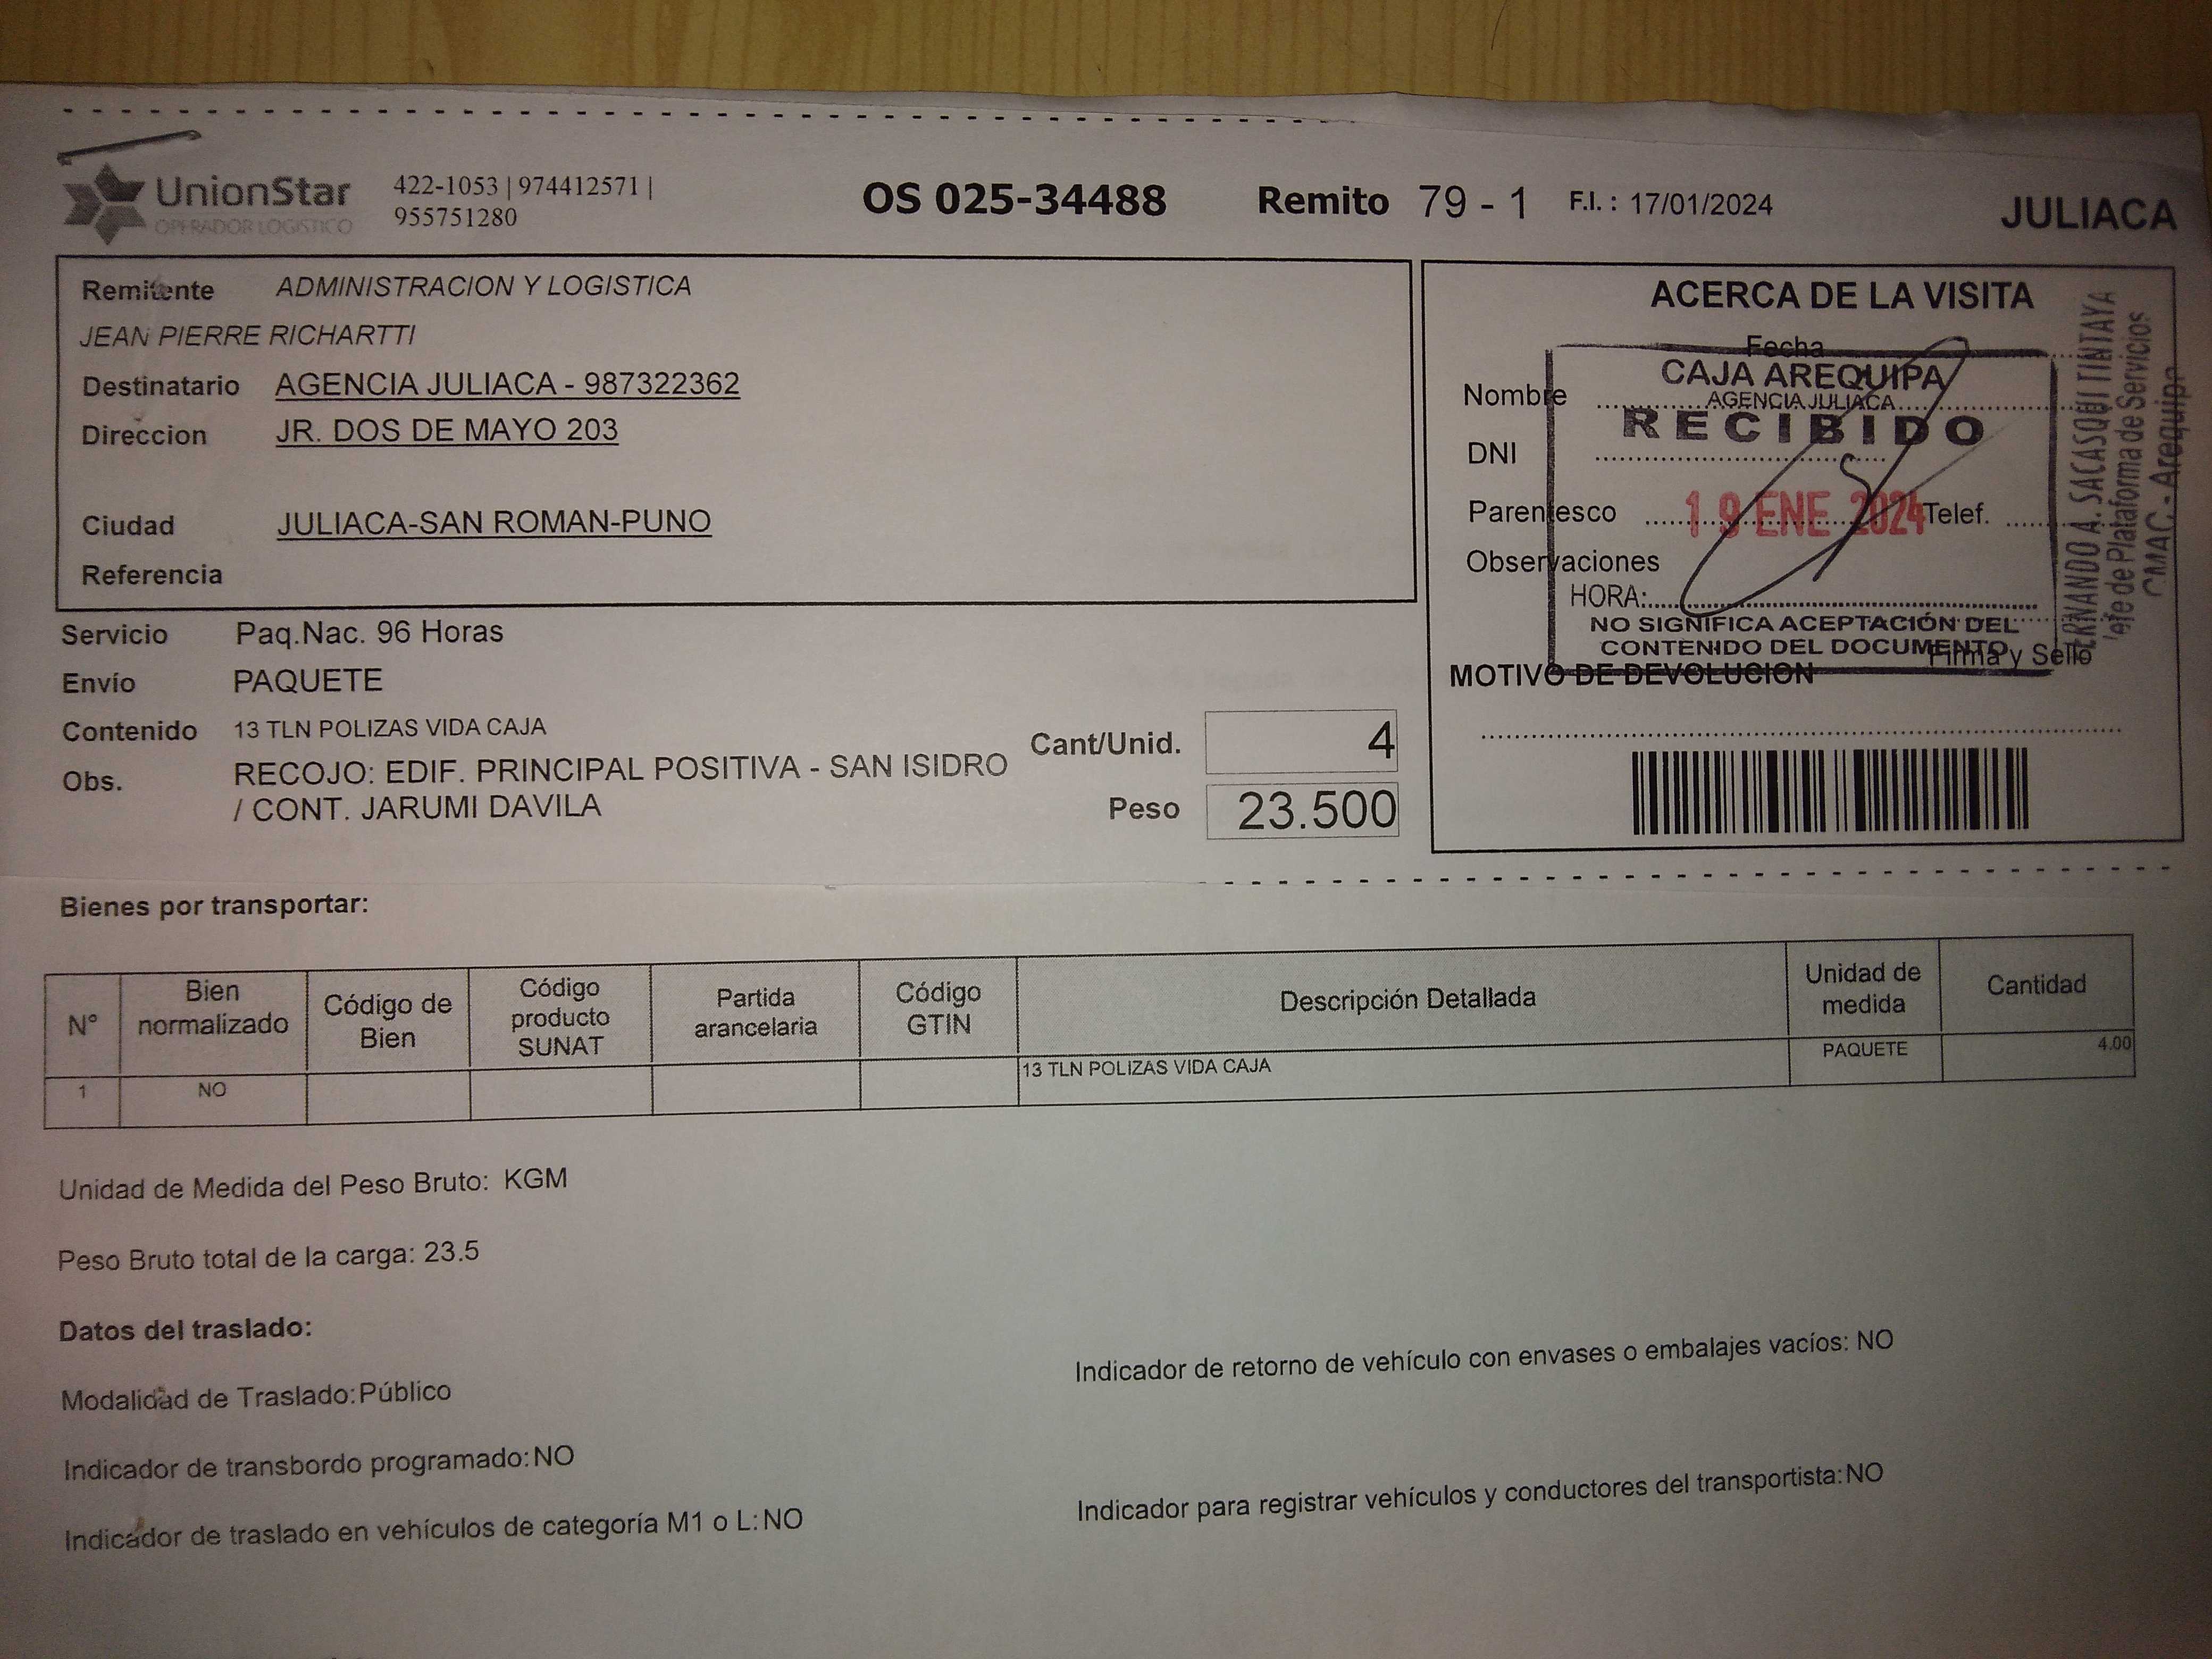 UnionStar
OPERADOR LOGISTICO
422-1053 | 974412571 |
955751280
OS 025-34488 Remito 79 - 1 F.I. : 17/01/2024
JULIACA
Remitente ADMINISTRACION Y LOGISTICA
JEAN PIERRE RICHARTTI
Destinatario AGENCIA JULIACA - 987322362
Direccion JR. DOS DE MAYO 203
Ciudad JULIACA-SAN ROMAN-PUNO
Referencia
Servicio Paq.Nac. 96 Horas
Envío PAQUETE
Contenido 13 TLN POLIZAS VIDA CAJA
Obs. RECOJO: EDIF. PRINCIPAL POSITIVA - SAN ISIDRO
/ CONT. JARUMI DAVILA
Cant/Unid. 4
Peso 23.500
ACERCA DE LA VISITA
Fecha
Nombre
DNI
Parentesco
Telef.
Observaciones
Firma y Sello
MOTIVO DE DEVOLUCION
CAJA AREQUIPA
AGENCIA JULIACA
RECIBIDO
19 ENE 2024
HORA:
NO SIGNIFICA ACEPTACIÓN DEL
CONTENIDO DEL DOCUMENTO
A. SACASQUI TINTAYA
Jefe de Plataforma de Servicios
CMAC - Arequipa
Bienes por transportar:
N° Bien normalizado Código de Bien Código producto SUNAT Partida arancelaria Código GTIN Descripción Detallada Unidad de medida Cantidad
1 NO 13 TLN POLIZAS VIDA CAJA PAQUETE 4.00
Unidad de Medida del Peso Bruto: KGM
Peso Bruto total de la carga: 23.5
Datos del traslado:
Modalidad de Traslado:Público
Indicador de retorno de vehículo con envases o embalajes vacíos: NO
Indicador de transbordo programado:NO
Indicador para registrar vehículos y conductores del transportista:NO
Indicador de traslado en vehículos de categoría M1 o L:NO